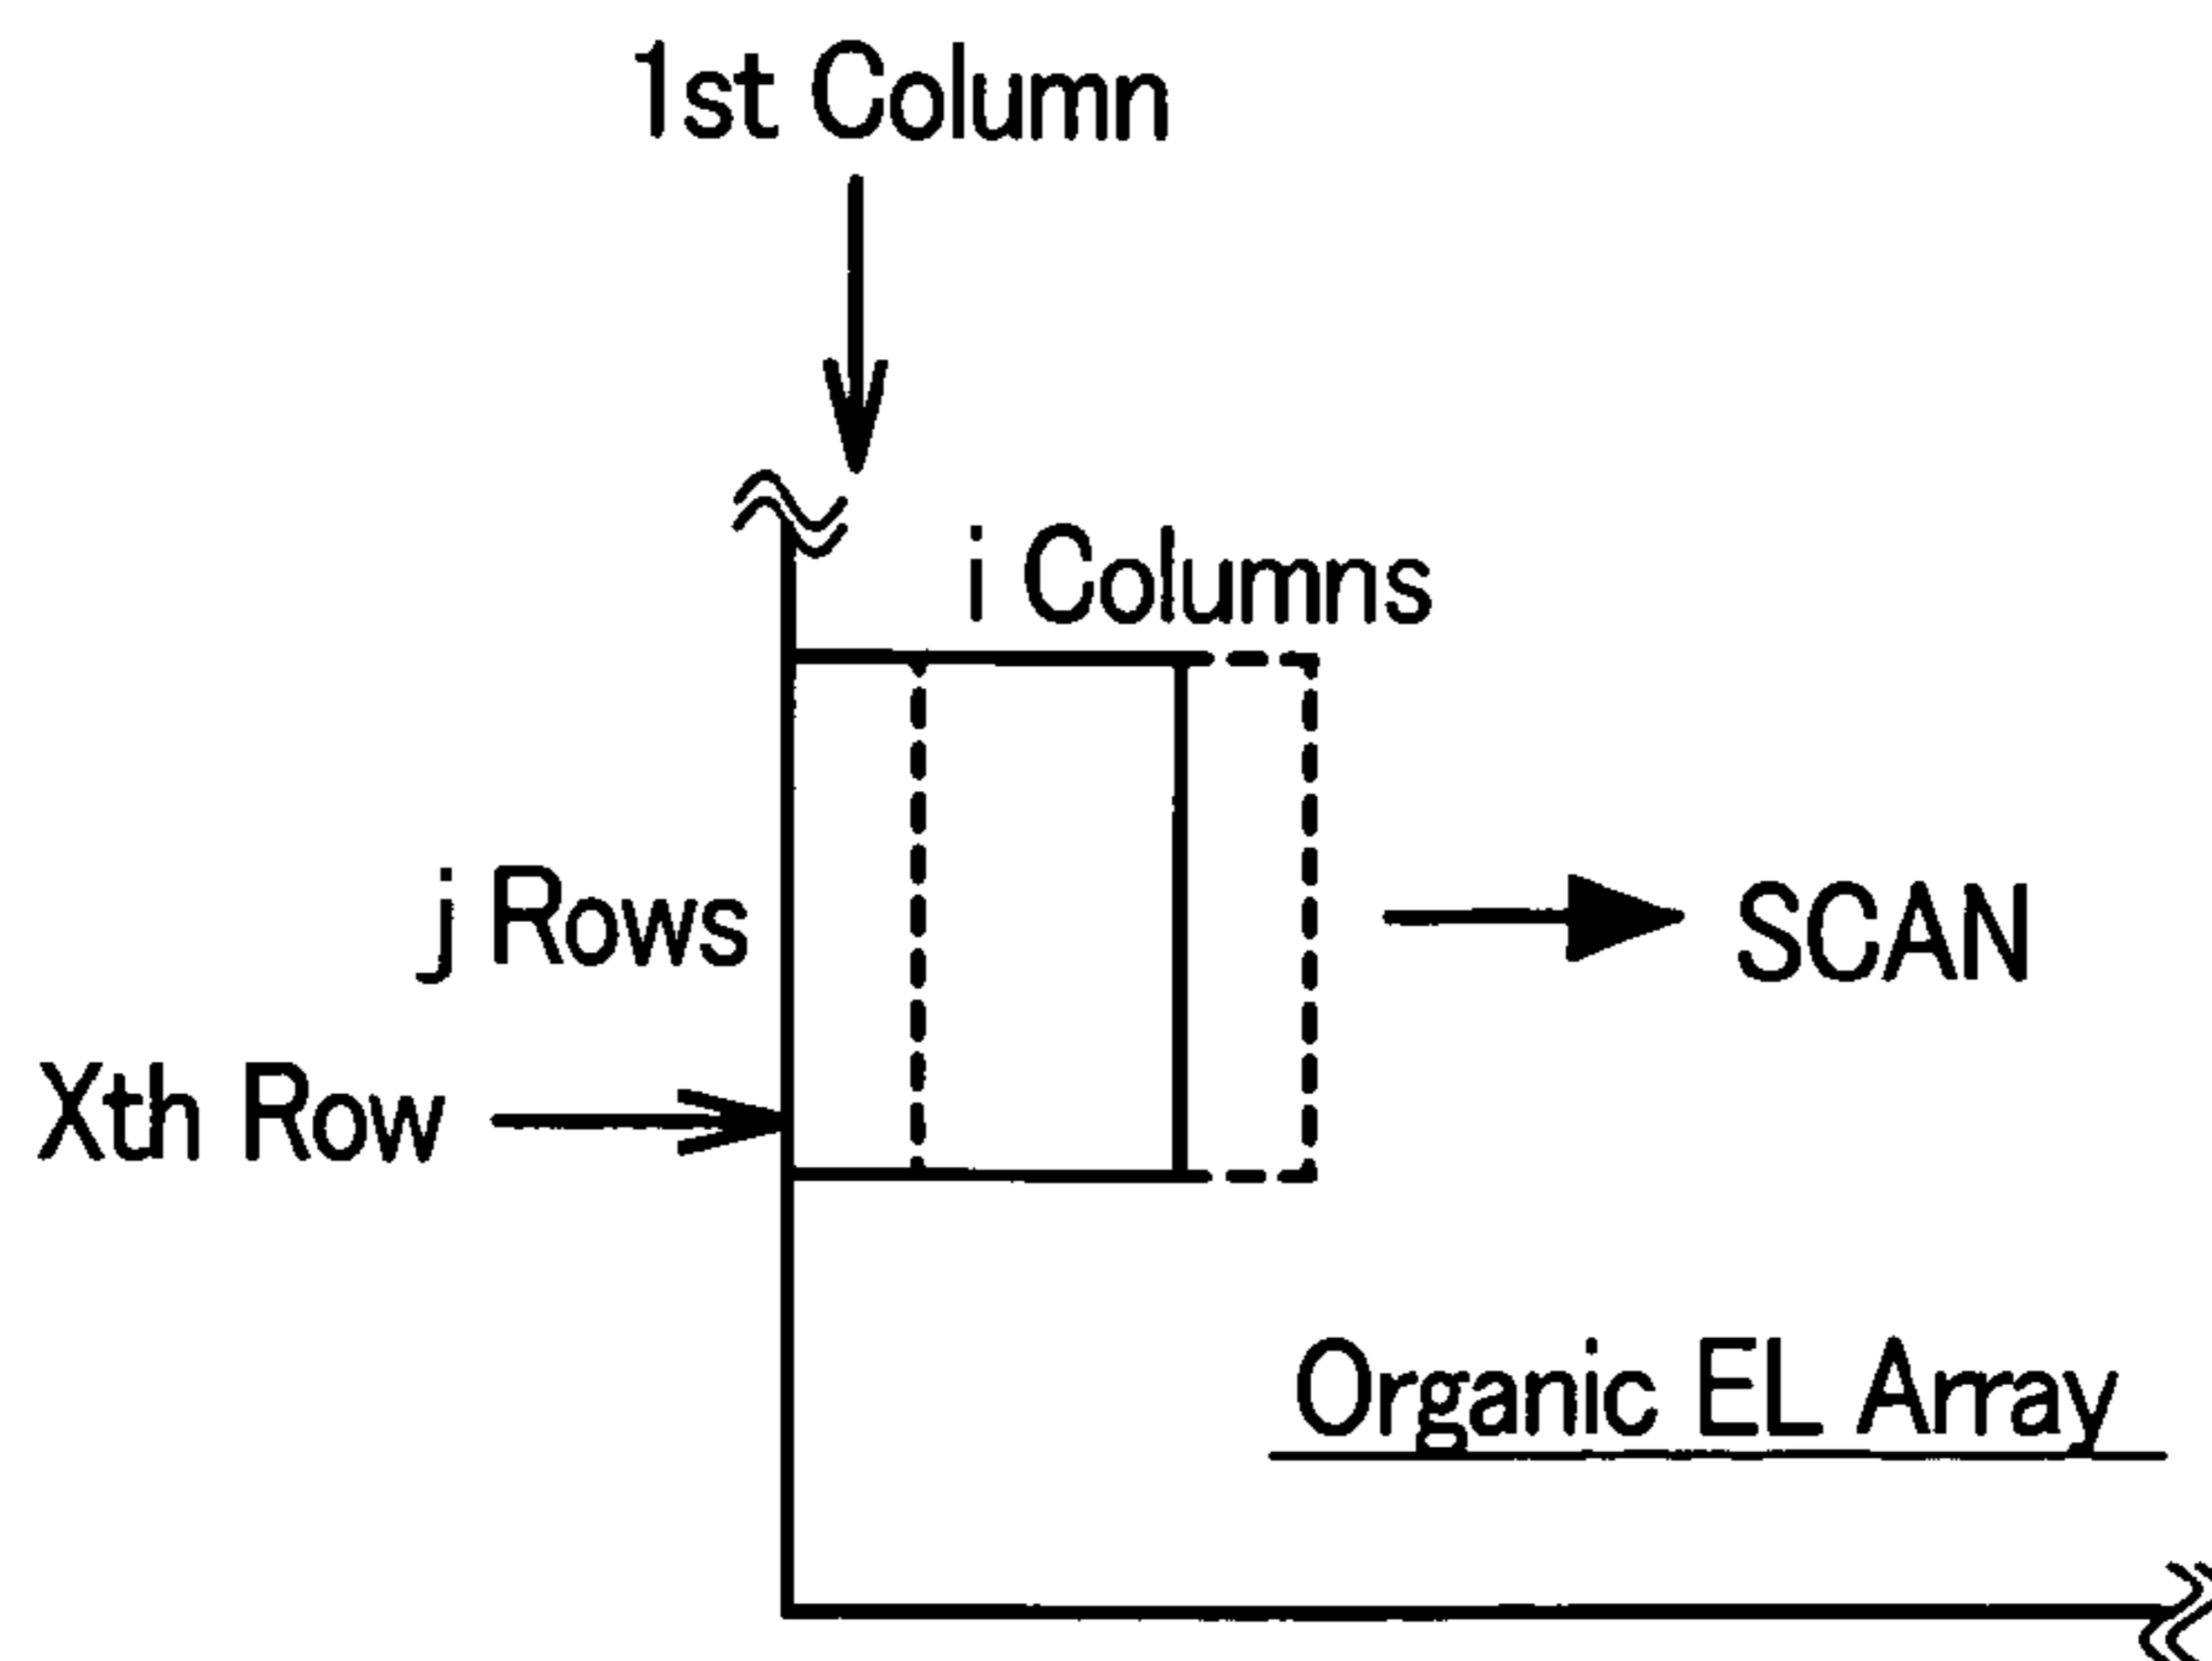 1st Column
i Columns
j Rows
SCAN
Xth Row
Organic EL Array